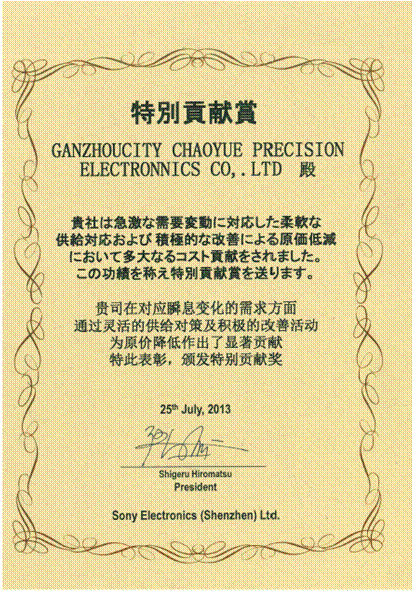 特別貢献賞
GANZHOUCITY CHAOYUE PRECISION
ELECTRONNICS CO,.LTD 殿
貴社は急激な需要変動に対応した柔軟な
供給対応および積極的な改善による原価低減
において多大なるコスト貢献をされました。
この功績を称え特別貢献賞を送ります。
贵司在对应瞬息变化的需求方面
通过灵活的供给对策及积极的改善活动
为原价降低作出了显著贡献
特此表彰，颁发特别贡献奖
25th July, 2013
Shigeru Hiromatsu
President
Sony Electronics (Shenzhen) Ltd.